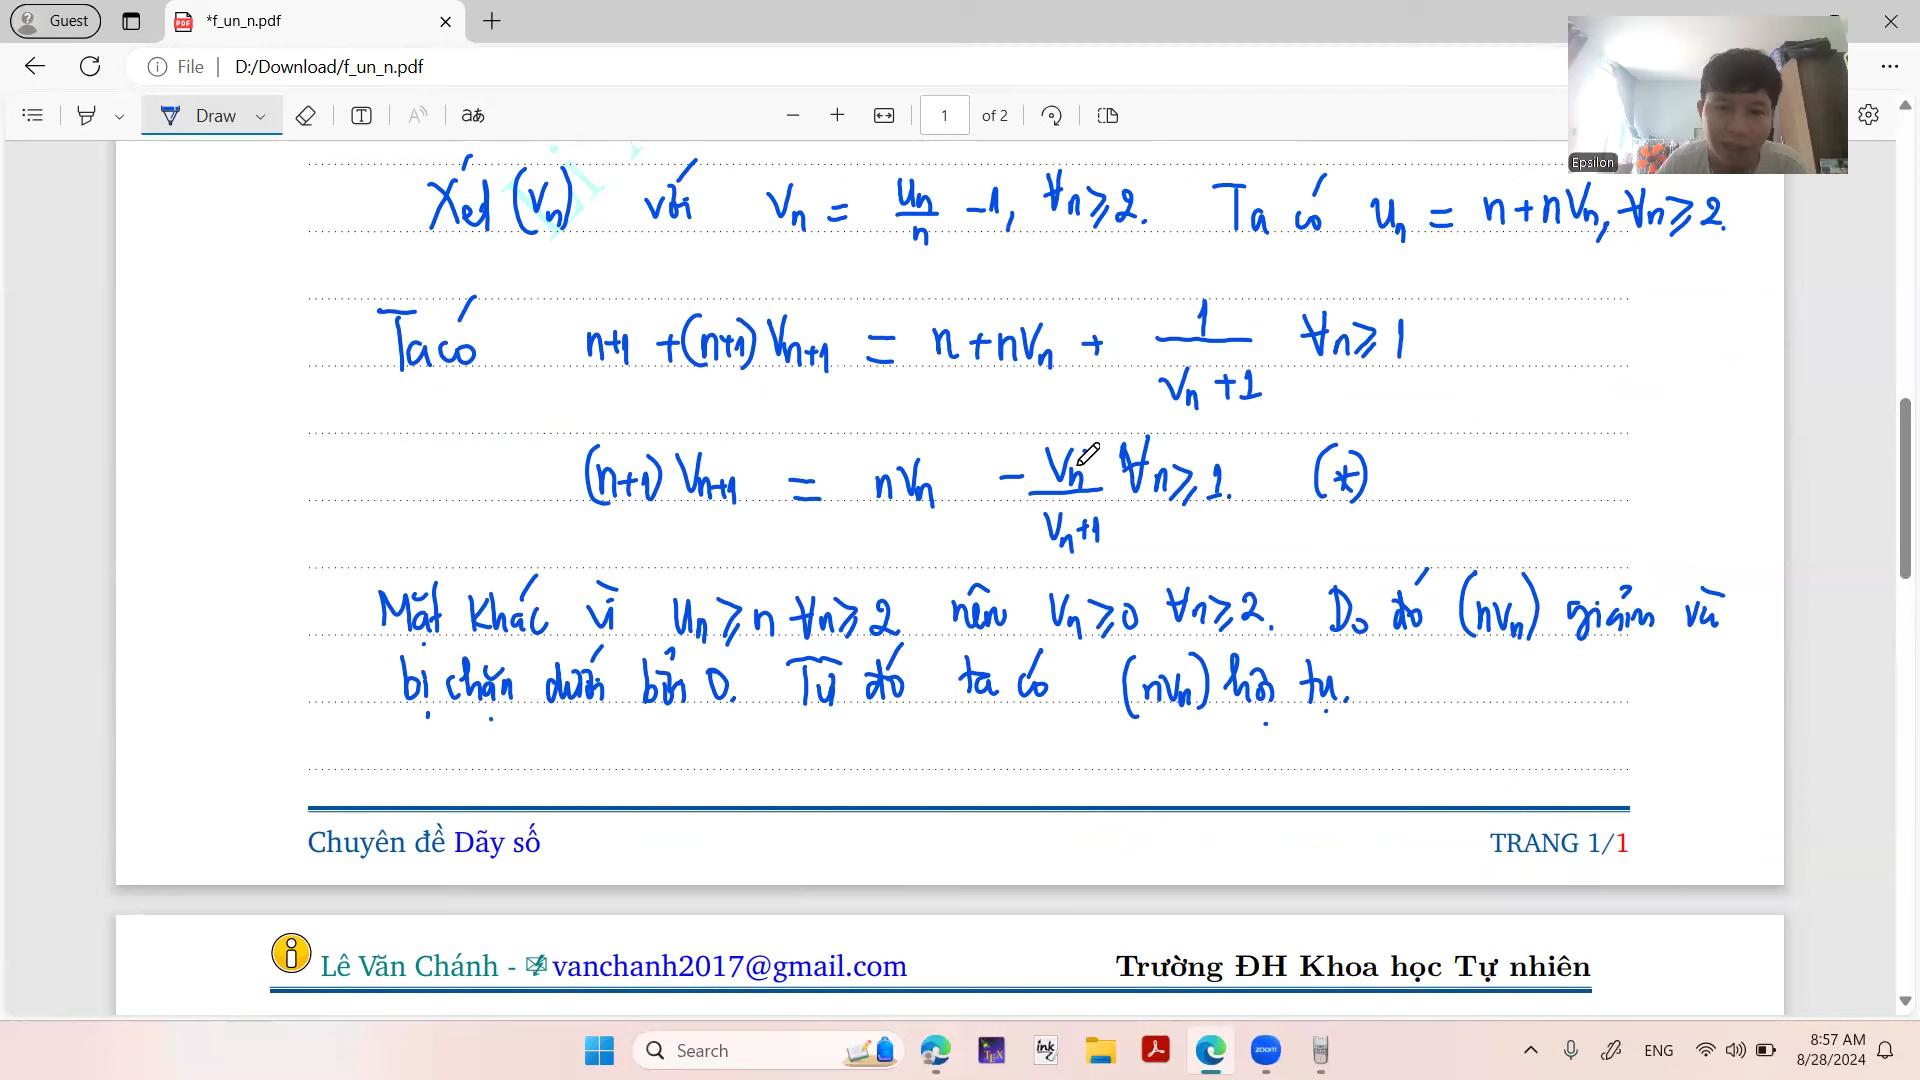 Guest
*f_un_n.pdf
File
D:/Download/f_un_n.pdf
Draw
aあ
1 of 2
Epsilon
Xét (vₙ) với vₙ = uₙ/n -1, ∀n⩾2. Ta có uₙ = n+nvₙ, ∀n⩾2.
Ta có n+1 +(n+1)vₙ₊₁ = n+nvₙ + 1/(vₙ+1) ∀n⩾1
(n+1)vₙ₊₁ = nvₙ - vₙ/(vₙ+1) ∀n⩾1. (*)
Mặt khác vì uₙ⩾n ∀n⩾2 nên vₙ⩾0 ∀n⩾2. Do đó (nvₙ) giảm và
bị chặn dưới bởi 0. Từ đó ta có (nvₙ) hội tụ.
Chuyên đề Dãy số
TRANG 1/1
Lê Văn Chánh - vanchanh2017@gmail.com
Trường ĐH Khoa học Tự nhiên
Search
TEX
ink
zoom
ENG
8:57 AM
8/28/2024